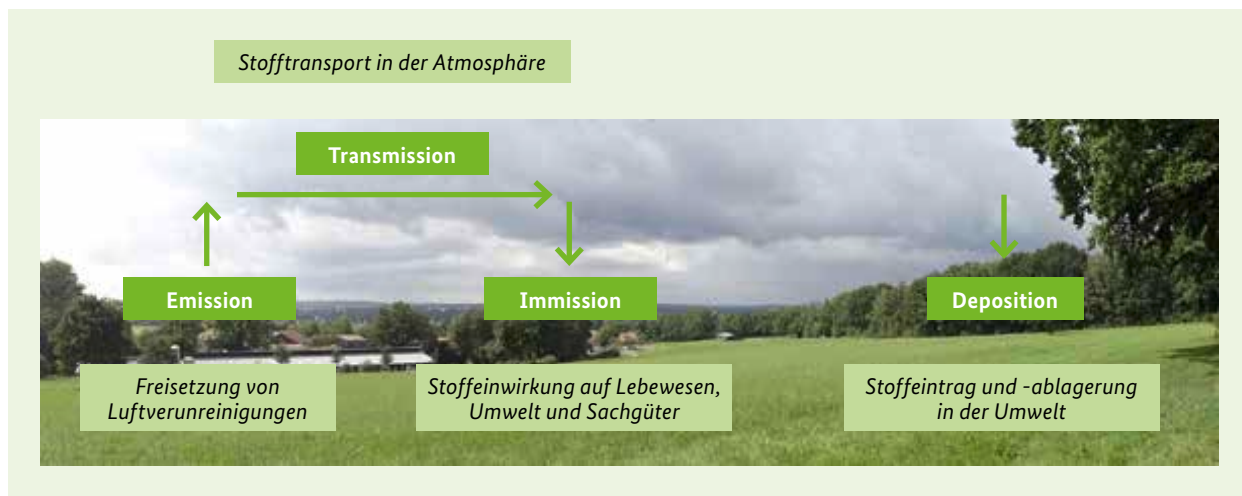 Stofftransport in der Atmosphäre
Transmission
Emission
Immission
Deposition
Freisetzung von
Luftverunreinigungen
Stoffeinwirkung auf Lebewesen,
Umwelt und Sachgüter
Stoffeintrag und -ablagerung
in der Umwelt